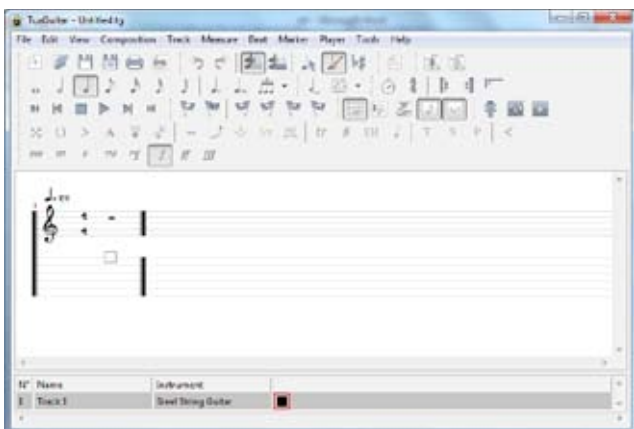 TuxGuitar - Untitled.tg
File Edit View Composition Track Measure Beat Marker Player Tools Help
N° Name Instrument
1 Track 1 Steel String Guitar